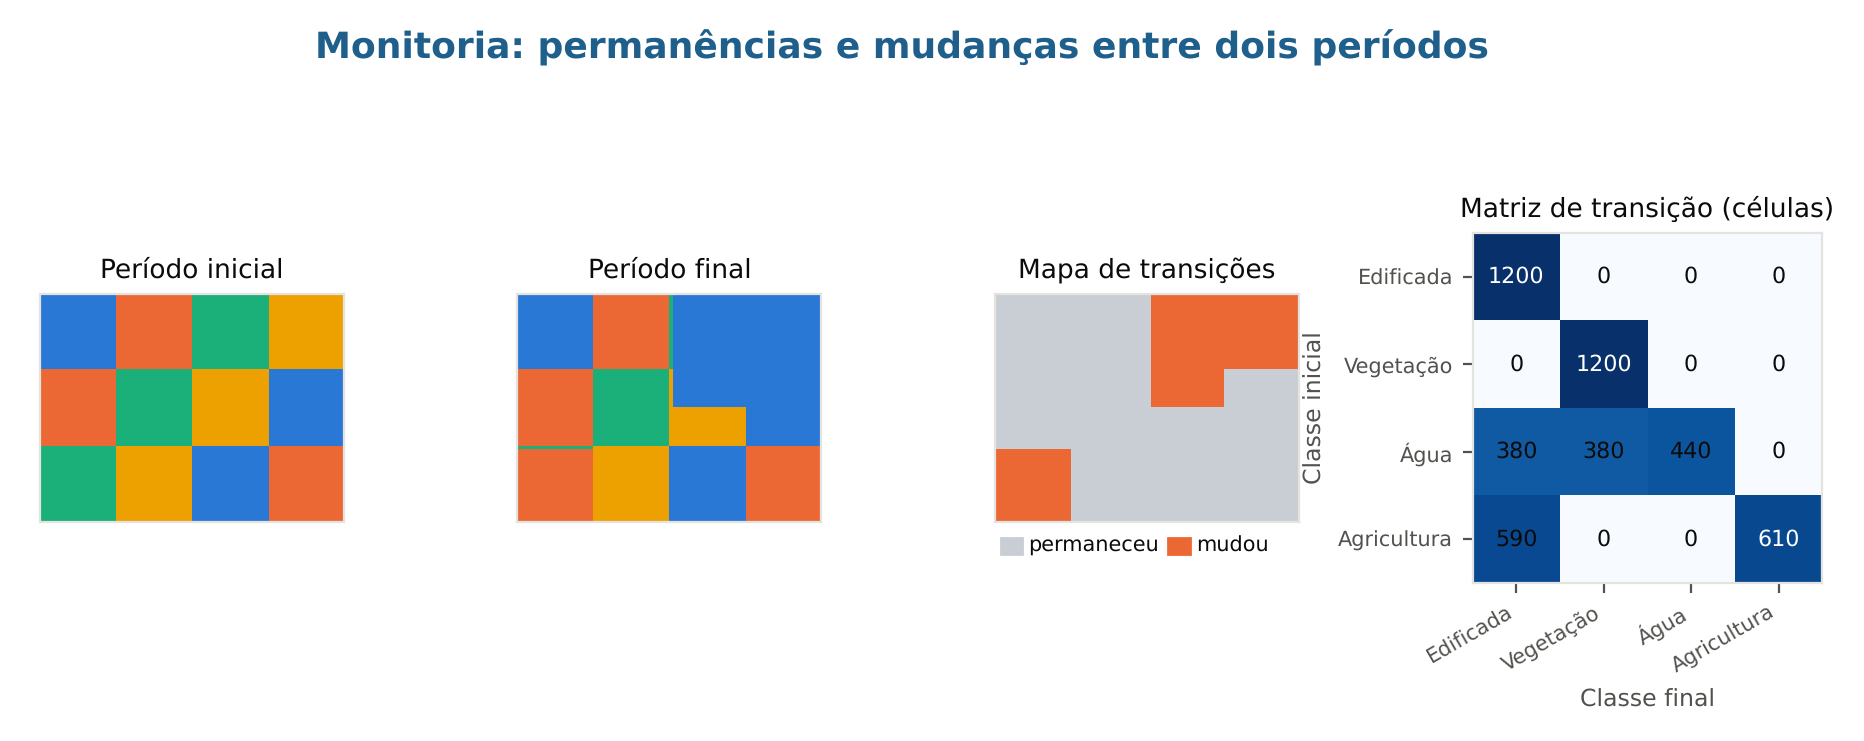 Monitoria: permanências e mudanças entre dois períodos
Período inicial
Período final
Mapa de transições
permaneceu
mudou
Matriz de transição (células)
Classe inicial
Edificada 1200 0 0 0
Vegetação 0 1200 0 0
Água 380 380 440 0
Agricultura 590 0 0 610
Edificada Vegetação Água Agricultura
Classe final